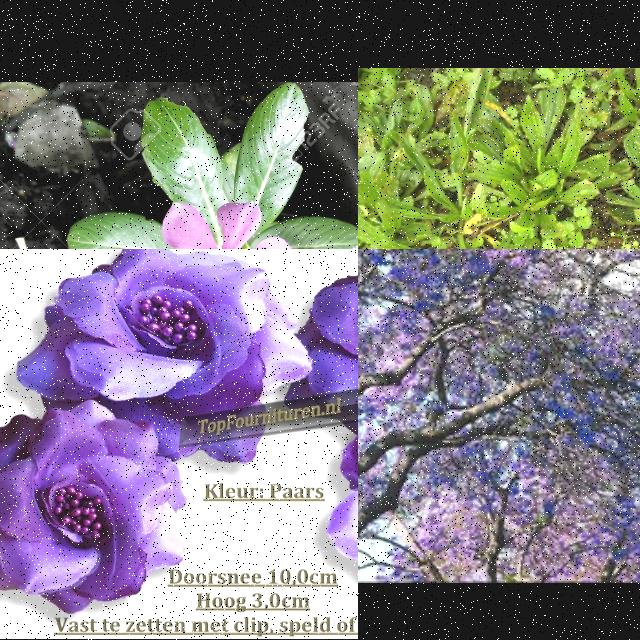 TopFournituren.nl
Kleur: Paars
Doorsnee 10,0cm
Hoog 3,0cm
Vast te zetten met clip, speld of